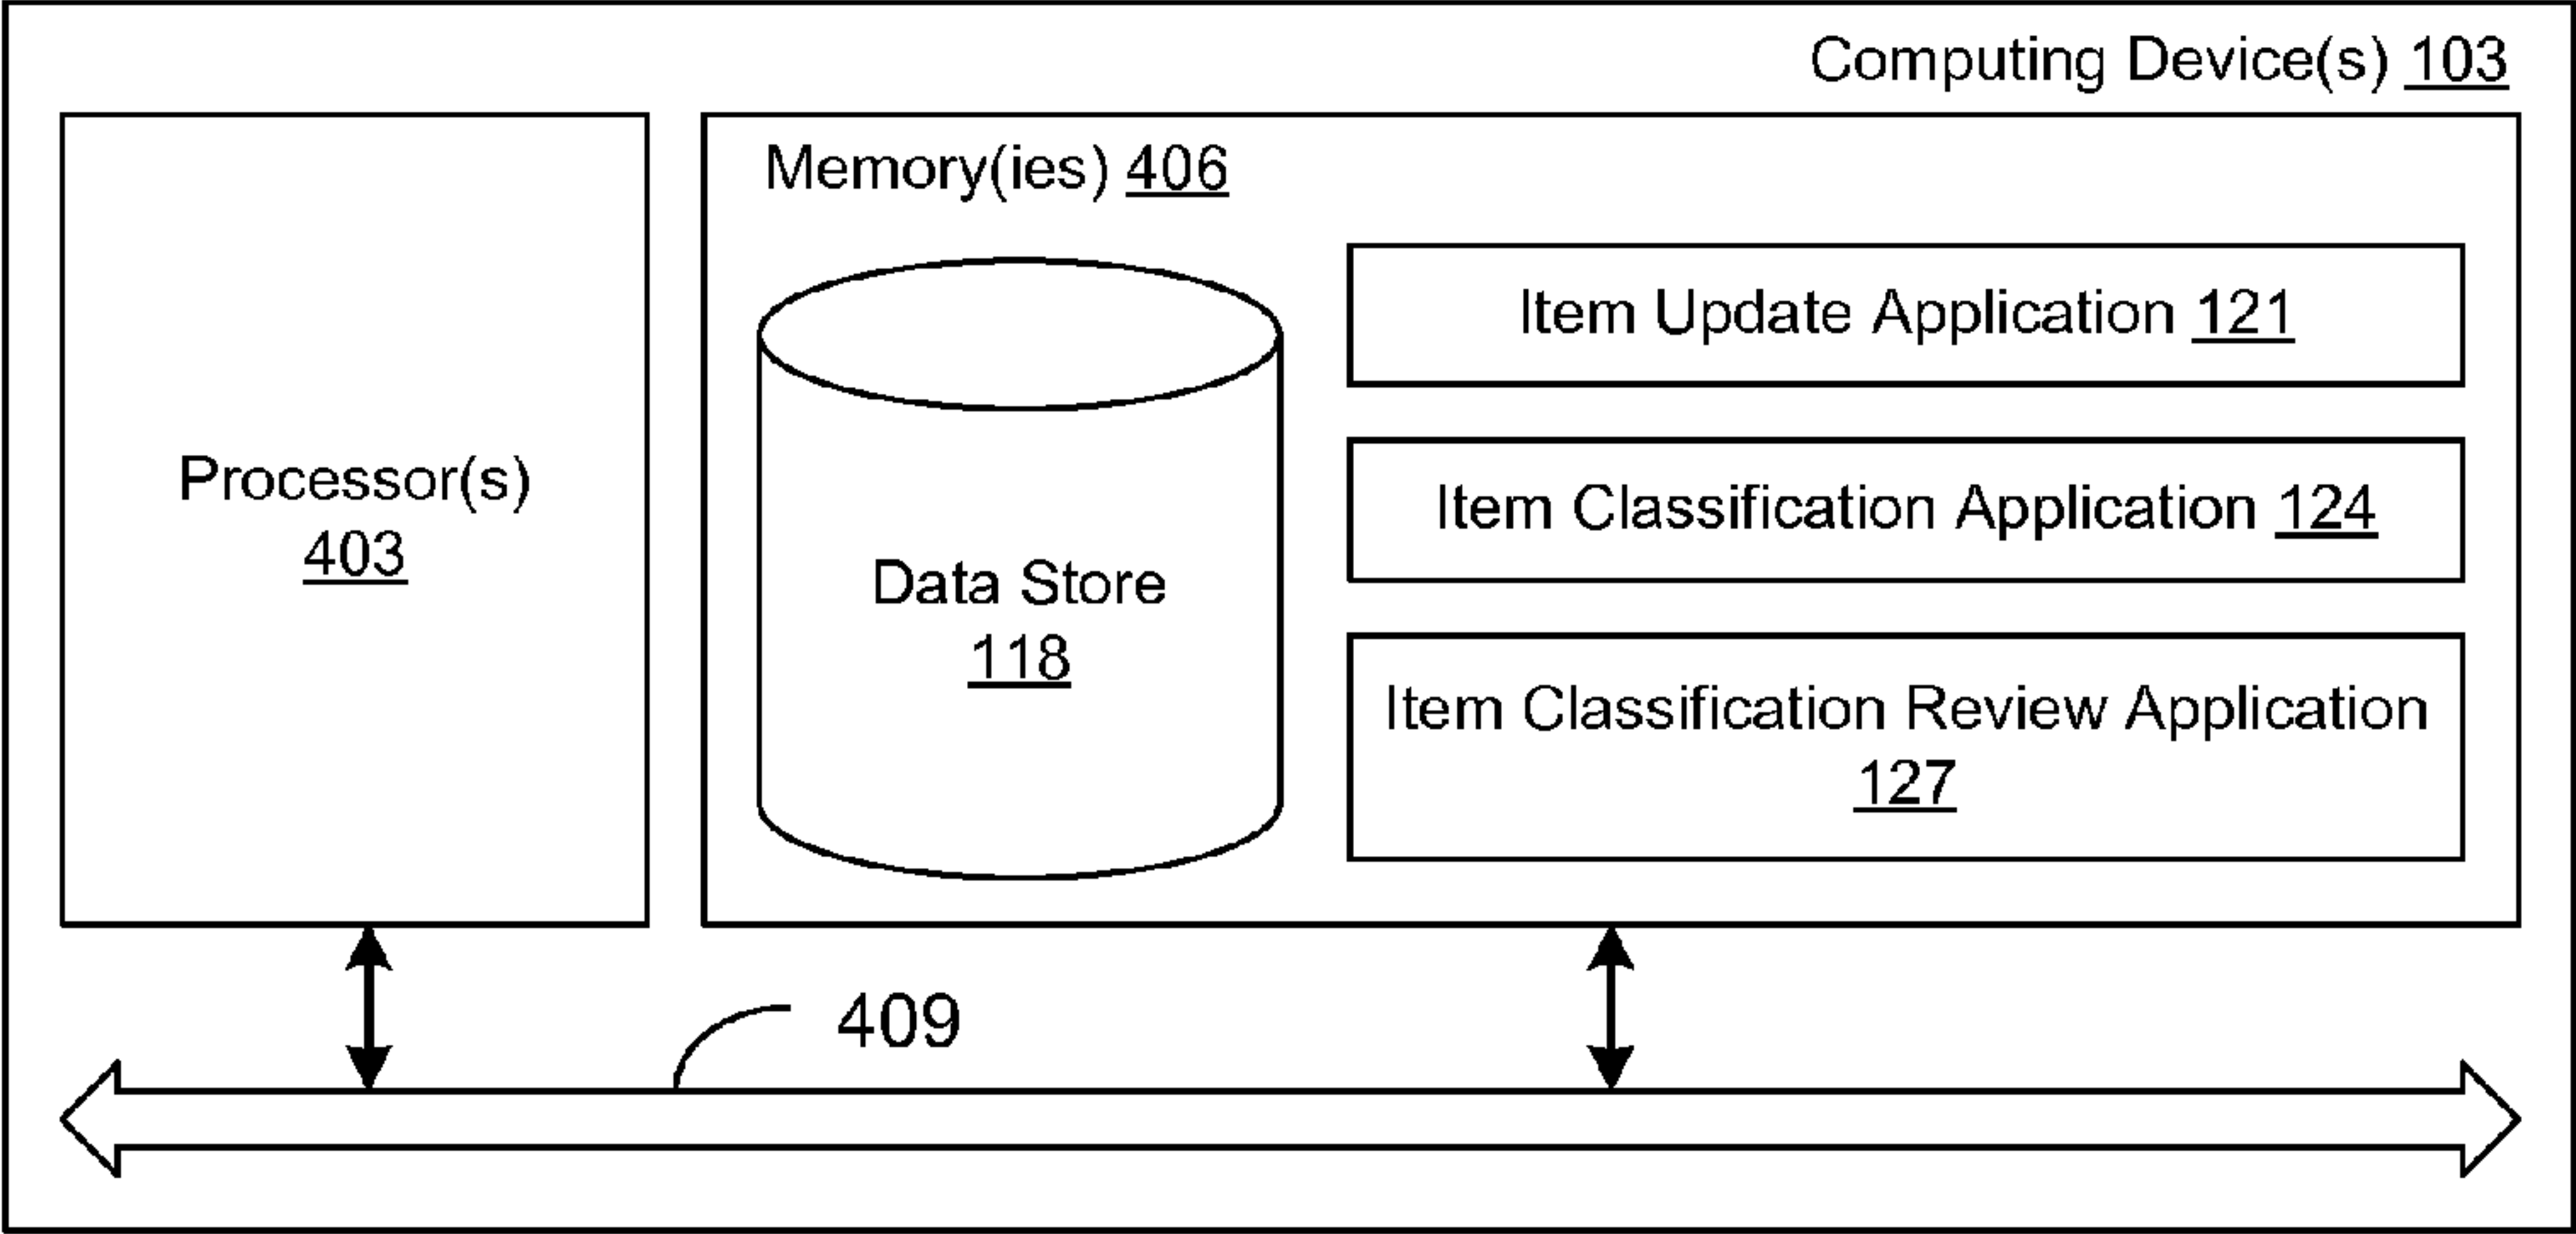 Computing Device(s) 103
Processor(s)
403
Memory(ies) 406
Data Store
118
Item Update Application 121
Item Classification Application 124
Item Classification Review Application
127
409